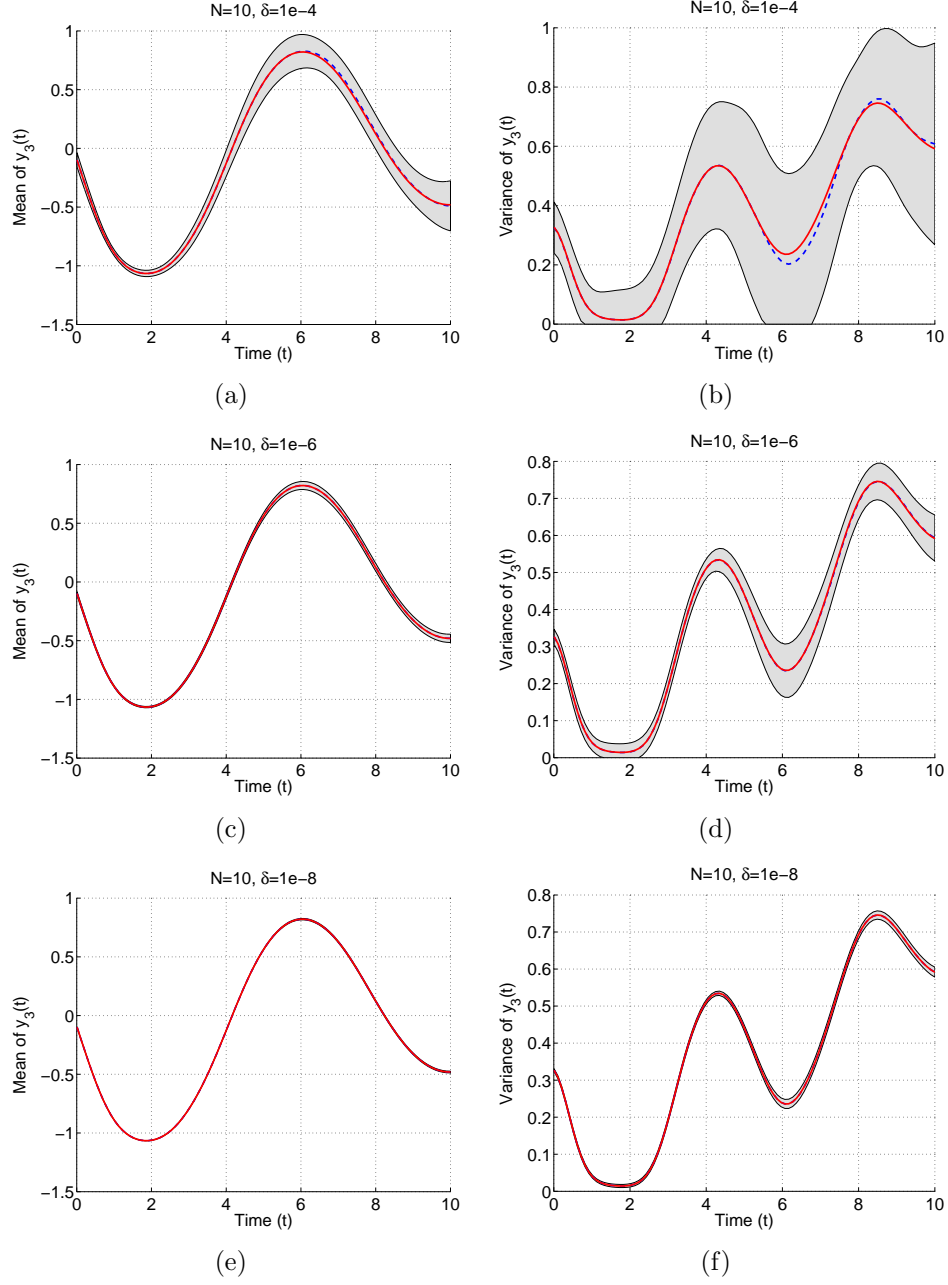 N=10, δ=1e−4
Mean of y3(t)
1
0.5
0
−0.5
−1
−1.5
0 2 4 6 8 10
Time (t)
(a)
N=10, δ=1e−4
Variance of y3(t)
1
0.8
0.6
0.4
0.2
0
0 2 4 6 8 10
Time (t)
(b)
N=10, δ=1e−6
Mean of y3(t)
1
0.5
0
−0.5
−1
−1.5
0 2 4 6 8 10
Time (t)
(c)
N=10, δ=1e−6
Variance of y3(t)
0.8
0.7
0.6
0.5
0.4
0.3
0.2
0.1
0
0 2 4 6 8 10
Time (t)
(d)
N=10, δ=1e−8
Mean of y3(t)
1
0.5
0
−0.5
−1
−1.5
0 2 4 6 8 10
Time (t)
(e)
N=10, δ=1e−8
Variance of y3(t)
0.8
0.7
0.6
0.5
0.4
0.3
0.2
0.1
0
0 2 4 6 8 10
Time (t)
(f)